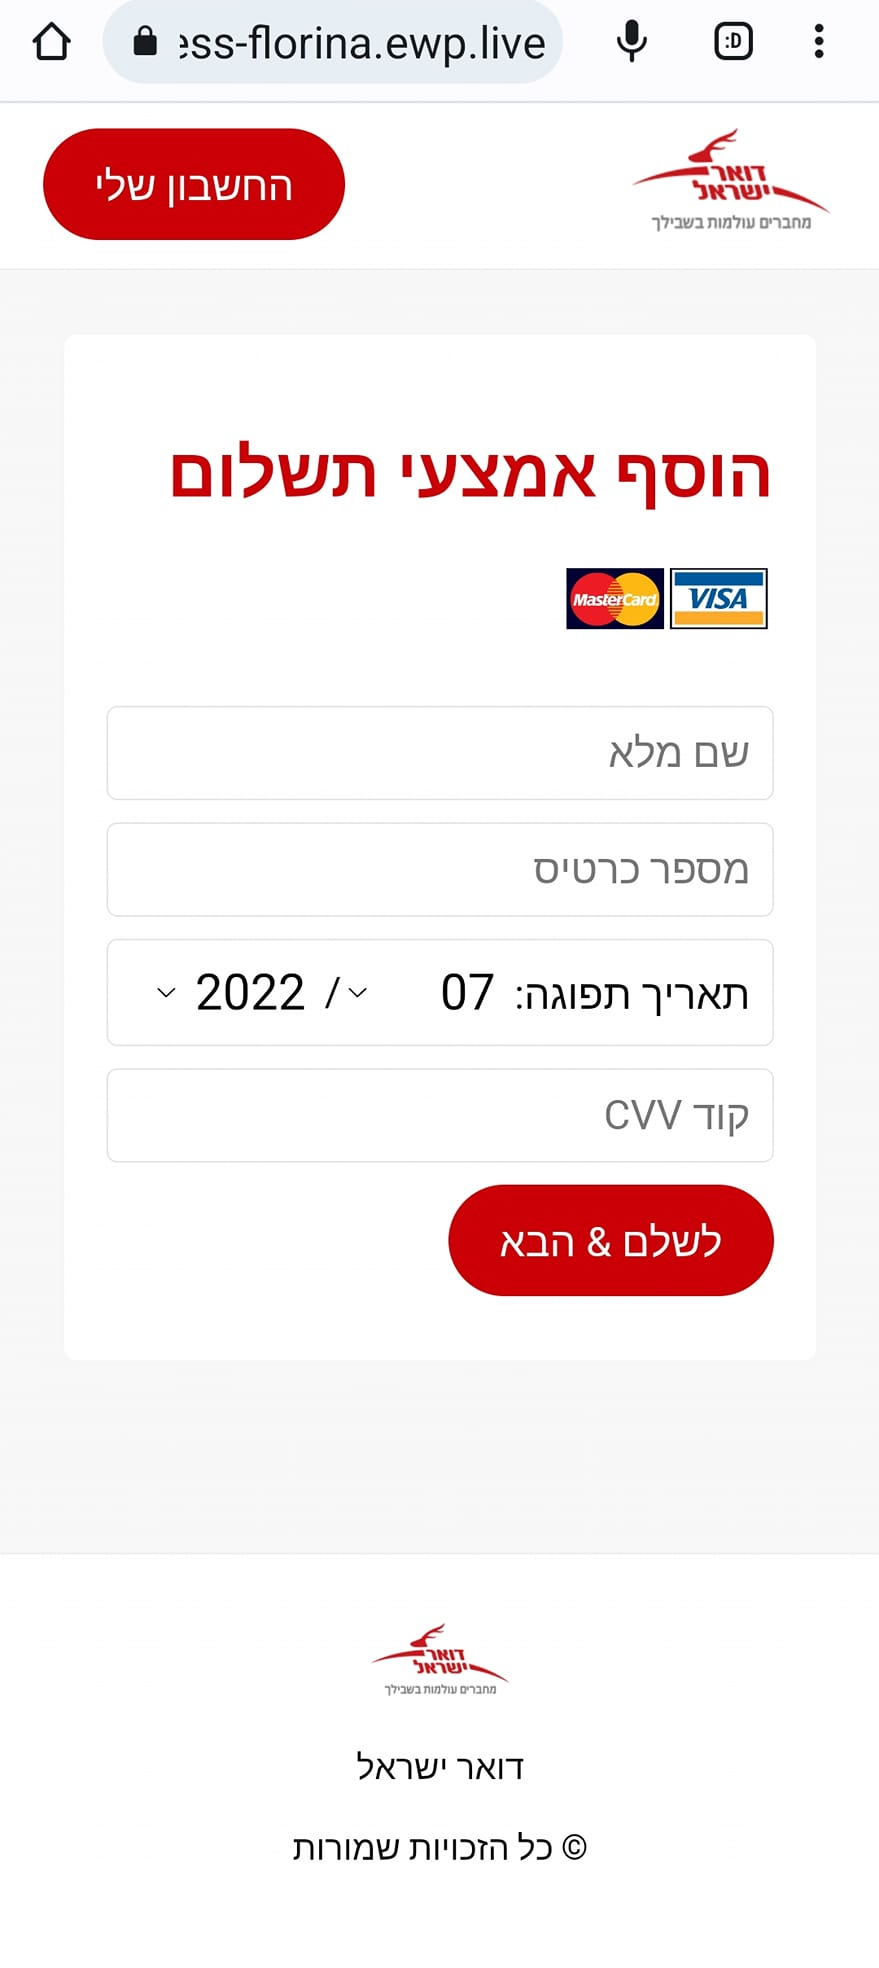 ess-florina.ewp.live
:D
דואר
ישראל
מחברים עולמות בשבילך
החשבון שלי
הוסף אמצעי תשלום
MasterCard VISA
שם מלא
מספר כרטיס
תאריך תפוגה: 07 / 2022
קוד CVV
לשלם & הבא
דואר
ישראל
מחברים עולמות בשבילך
דואר ישראל
© כל הזכויות שמורות